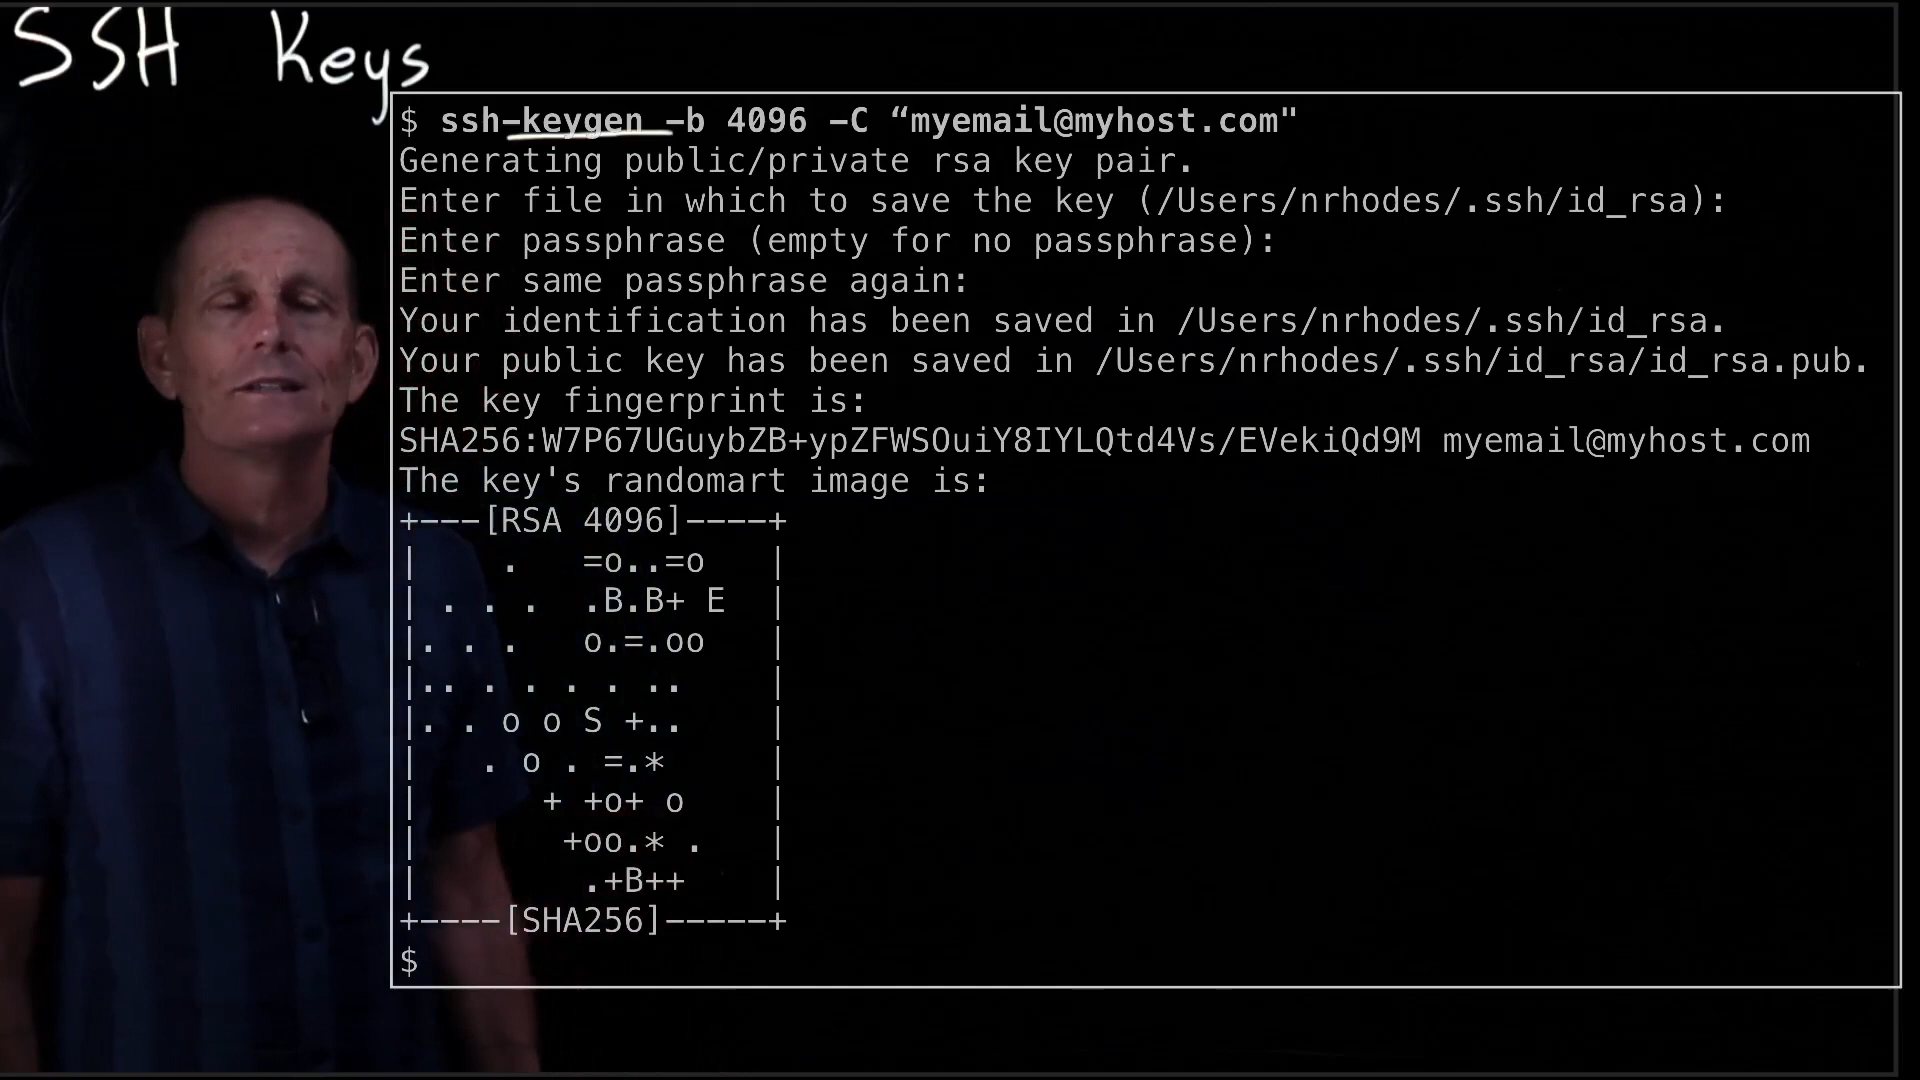 SSH Keys
$ ssh-keygen -b 4096 -C “myemail@myhost.com"
Generating public/private rsa key pair.
Enter file in which to save the key (/Users/nrhodes/.ssh/id_rsa):
Enter passphrase (empty for no passphrase):
Enter same passphrase again:
Your identification has been saved in /Users/nrhodes/.ssh/id_rsa.
Your public key has been saved in /Users/nrhodes/.ssh/id_rsa/id_rsa.pub.
The key fingerprint is:
SHA256:W7P67UGuybZB+ypZFWSOuiY8IYLQtd4Vs/EVekiQd9M myemail@myhost.com
The key's randomart image is:
+---[RSA 4096]----+
|    .   =o..=o   |
| . . .  .B.B+ E  |
|. . .   o.=.oo   |
|.. . . . . ..    |
|. . o o S +..    |
|   . o . =.*     |
|      + +o+ o    |
|       +oo.* .   |
|        .+B++    |
+----[SHA256]-----+
$